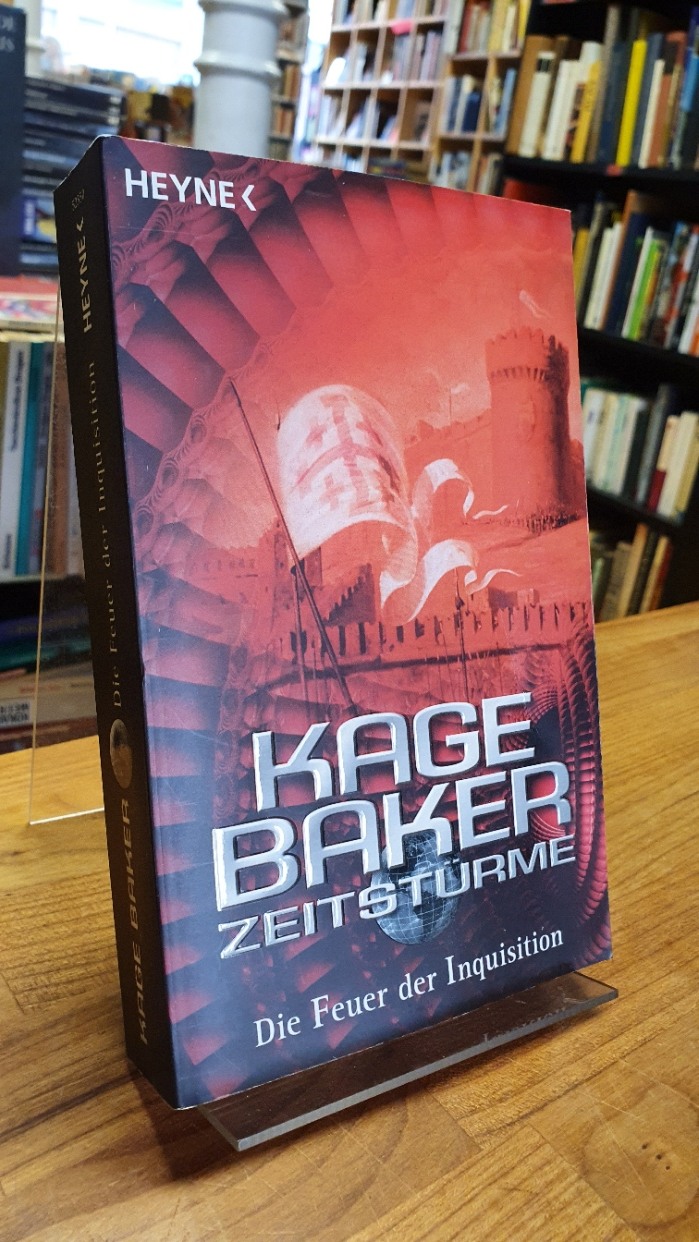 HEYNE<
KAGE
BAKER
ZEITSTÜRME
Die Feuer der Inquisition
KAGE BAKER Die Feuer der Inquisition HEYNE<